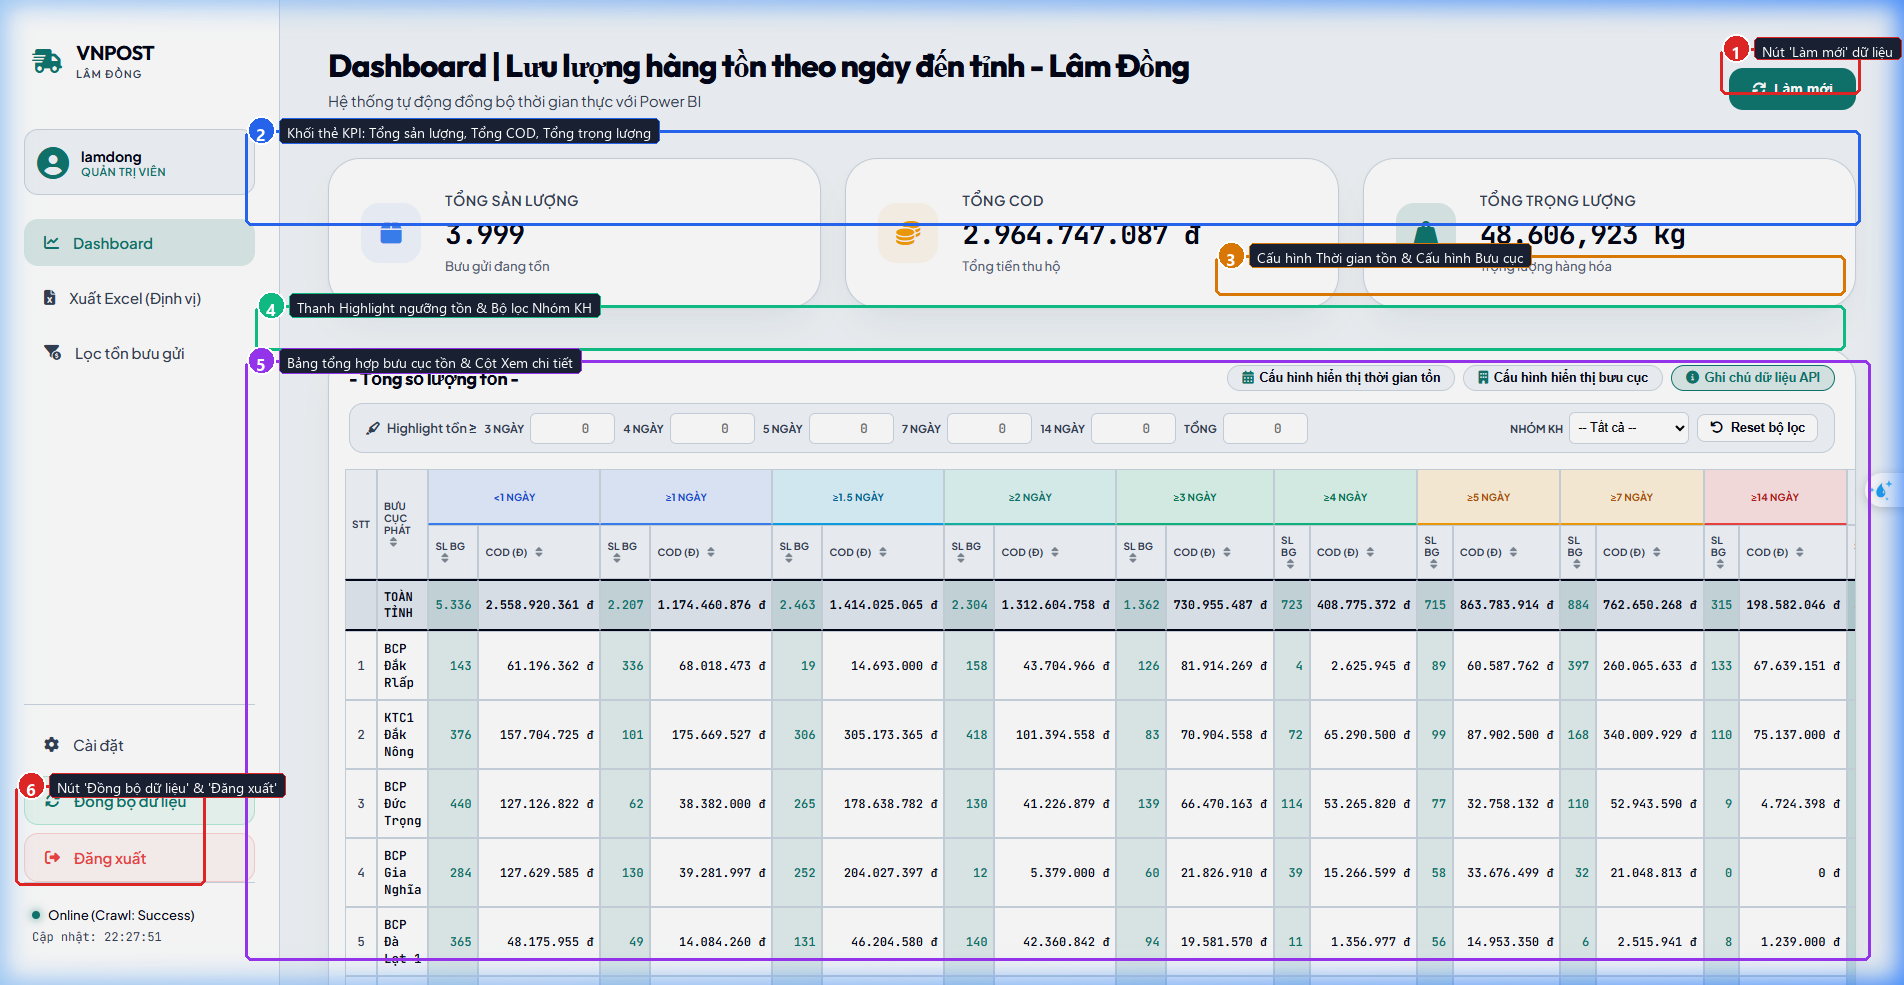 VNPOST
LÂM ĐỒNG
lamdong
QUẢN TRỊ VIÊN
Dashboard
Xuất Excel (Định vị)
Lọc tồn bưu gửi
Cài đặt
6 Nút 'Đồng bộ dữ liệu' & 'Đăng xuất'
Đồng bộ dữ liệu
Đăng xuất
Online (Crawl: Success)
Cập nhật: 22:27:51
Dashboard | Lưu lượng hàng tồn theo ngày đến tỉnh - Lâm Đồng
Hệ thống tự động đồng bộ thời gian thực với Power BI
1 Nút 'Làm mới' dữ liệu
Làm mới
2 Khối thẻ KPI: Tổng sản lượng, Tổng COD, Tổng trọng lượng
TỔNG SẢN LƯỢNG
3.999
Bưu gửi đang tồn
TỔNG COD
2.964.747.087 đ
Tổng tiền thu hộ
TỔNG TRỌNG LƯỢNG
48.606,923 kg
Trọng lượng hàng hóa
3 Cấu hình Thời gian tồn & Cấu hình Bưu cục
4 Thanh Highlight ngưỡng tồn & Bộ lọc Nhóm KH
5 Bảng tổng hợp bưu cục tồn & Cột Xem chi tiết
- Tổng số lượng tồn -
Cấu hình hiển thị thời gian tồn Cấu hình hiển thị bưu cục Ghi chú dữ liệu API
Highlight tồn ≥ 3 NGÀY 0 4 NGÀY 0 5 NGÀY 0 7 NGÀY 0 14 NGÀY 0 TỔNG 0 NHÓM KH -- Tất cả -- Reset bộ lọc
STT BƯU CỤC PHÁT <1 NGÀY ≥1 NGÀY ≥1.5 NGÀY ≥2 NGÀY ≥3 NGÀY ≥4 NGÀY ≥5 NGÀY ≥7 NGÀY ≥14 NGÀY
SL BG COD (Đ) SL BG COD (Đ) SL BG COD (Đ) SL BG COD (Đ) SL BG COD (Đ) SL BG COD (Đ) SL BG COD (Đ) SL BG COD (Đ) SL BG COD (Đ)
TOÀN TỈNH 5.336 2.558.920.361 đ 2.207 1.174.460.876 đ 2.463 1.414.025.065 đ 2.304 1.312.604.758 đ 1.362 730.955.487 đ 723 408.775.372 đ 715 863.783.914 đ 884 762.650.268 đ 315 198.582.046 đ
1 BCP Đắk Rlấp 143 61.196.362 đ 336 68.018.473 đ 19 14.693.000 đ 158 43.704.966 đ 126 81.914.269 đ 4 2.625.945 đ 89 60.587.762 đ 397 260.065.633 đ 133 67.639.151 đ
2 KTC1 Đắk Nông 376 157.704.725 đ 101 175.669.527 đ 306 305.173.365 đ 418 101.394.558 đ 83 70.904.558 đ 72 65.290.500 đ 99 87.902.500 đ 168 340.009.929 đ 110 75.137.000 đ
3 BCP Đức Trọng 440 127.126.822 đ 62 38.382.000 đ 265 178.638.782 đ 130 41.226.879 đ 139 66.470.163 đ 114 53.265.820 đ 77 32.758.132 đ 110 52.943.590 đ 9 4.724.398 đ
4 BCP Gia Nghĩa 284 127.629.585 đ 130 39.281.997 đ 252 204.027.397 đ 12 5.379.000 đ 60 21.826.910 đ 39 15.266.599 đ 58 33.676.499 đ 32 21.048.813 đ 0 0 đ
5 BCP Đà Lạt 1 365 48.175.955 đ 49 14.084.260 đ 131 46.204.580 đ 140 42.360.842 đ 94 19.581.570 đ 11 1.356.977 đ 56 14.953.350 đ 6 2.515.941 đ 8 1.239.000 đ